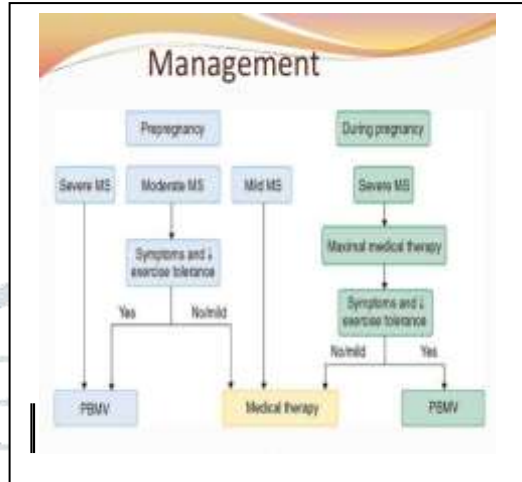 Management
Prepregnancy
During pregnancy
Severe MS
Moderate MS
Mild MS
Severe MS
Maximal medical therapy
Symptoms and ↓
exercise tolerance
Symptoms and ↓
exercise tolerance
Yes
No/mild
No/mild
Yes
PBMV
Medical therapy
PBMV